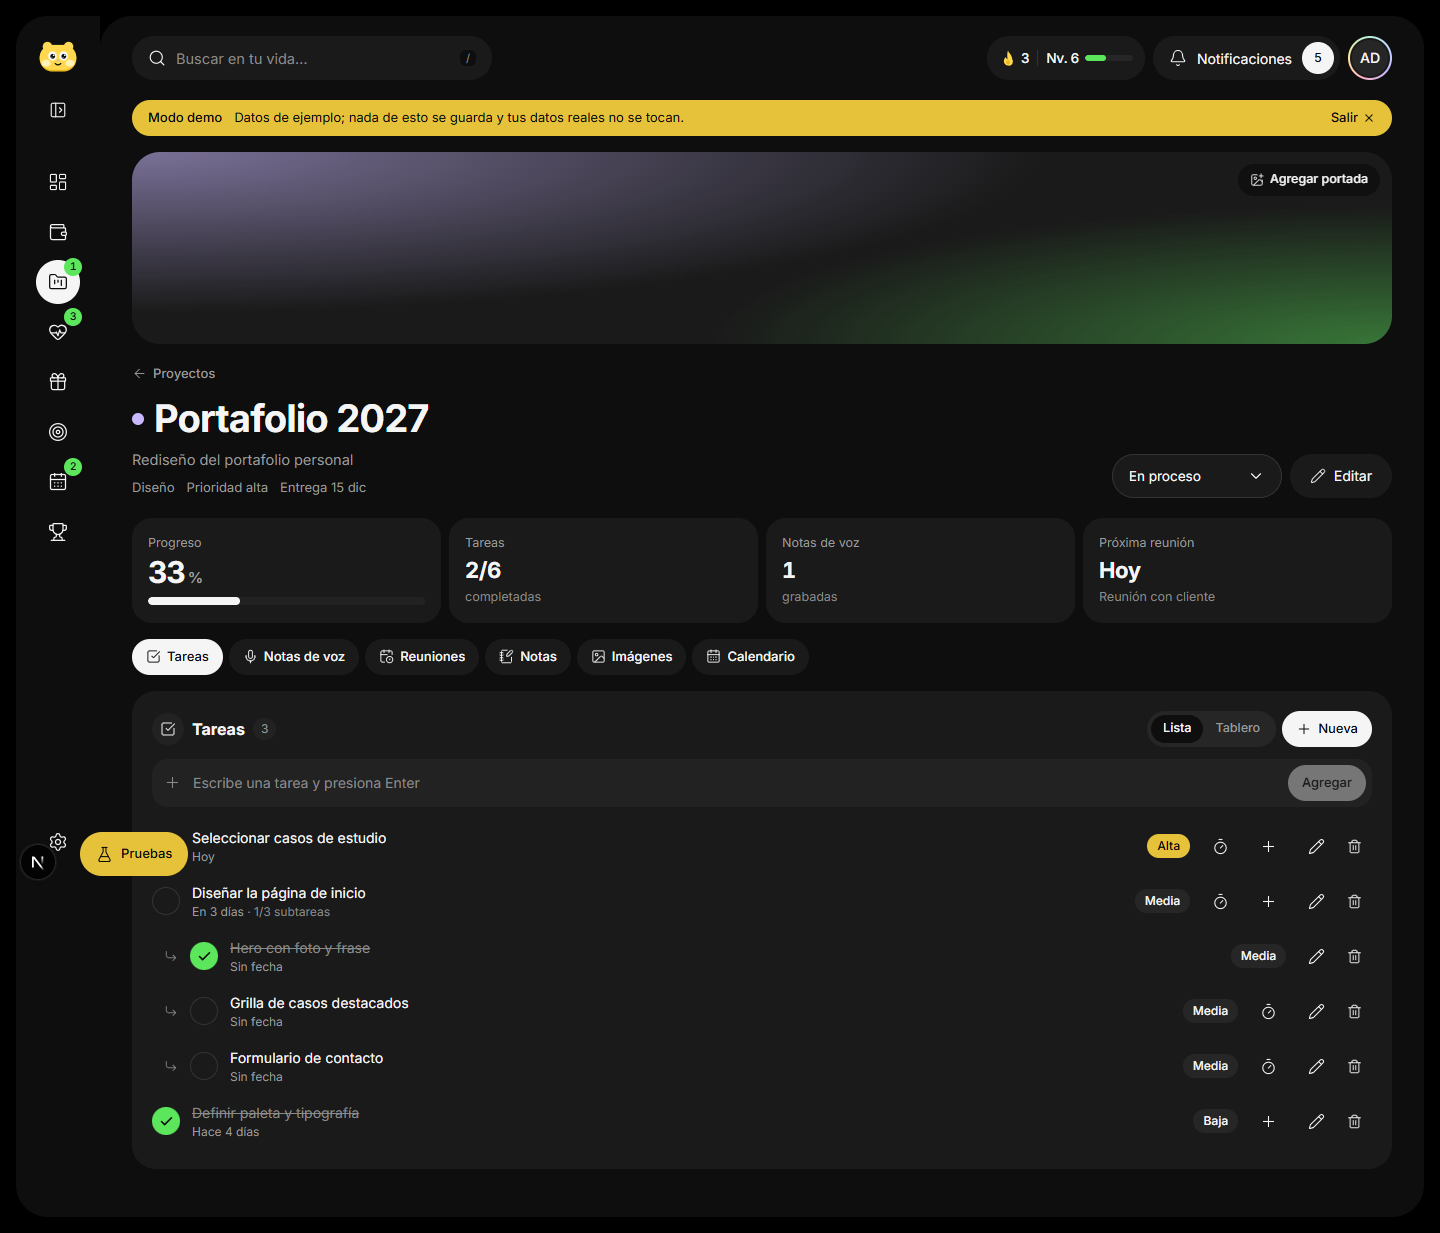 Buscar en tu vida...
/
3
Nv. 6
Notificaciones
5
AD
Modo demo Datos de ejemplo; nada de esto se guarda y tus datos reales no se tocan.
Salir
Agregar portada
1
3
2
Proyectos
Portafolio 2027
Rediseño del portafolio personal
Diseño Prioridad alta Entrega 15 dic
En proceso
Editar
Progreso
33 %
Tareas
2/6
completadas
Notas de voz
1
grabadas
Próxima reunión
Hoy
Reunión con cliente
Tareas
Notas de voz
Reuniones
Notas
Imágenes
Calendario
Tareas 3
Lista
Tablero
Nueva
Escribe una tarea y presiona Enter
Agregar
N
Pruebas
Seleccionar casos de estudio
Hoy
Alta
Diseñar la página de inicio
En 3 días · 1/3 subtareas
Media
Hero con foto y frase
Sin fecha
Media
Grilla de casos destacados
Sin fecha
Media
Formulario de contacto
Sin fecha
Media
Definir paleta y tipografía
Hace 4 días
Baja